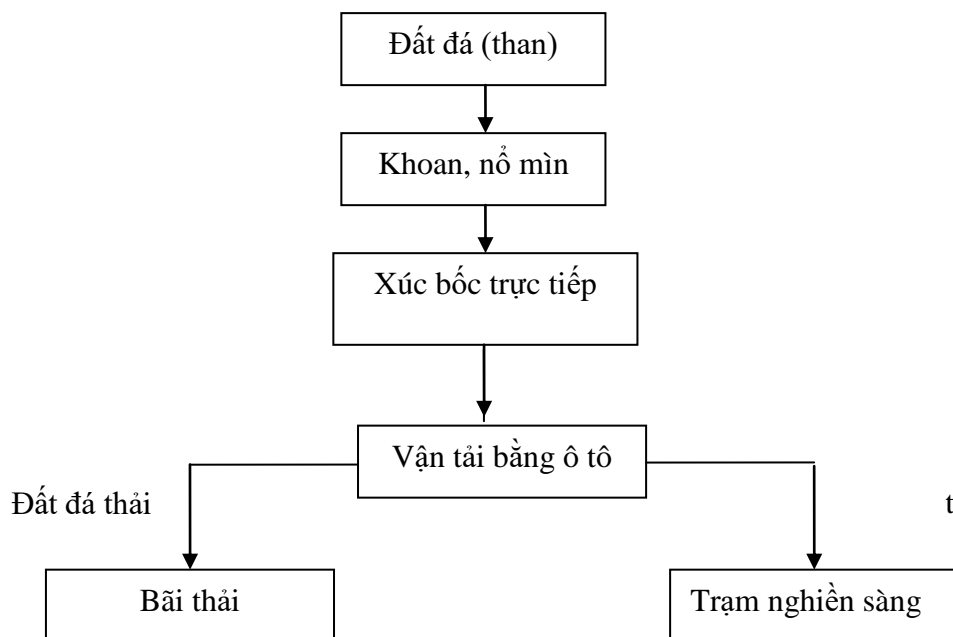 Đất đá (than)
Khoan, nổ mìn
Xúc bốc trực tiếp
Vận tải bằng ô tô
Đất đá thải
Bãi thải
Trạm nghiền sàng